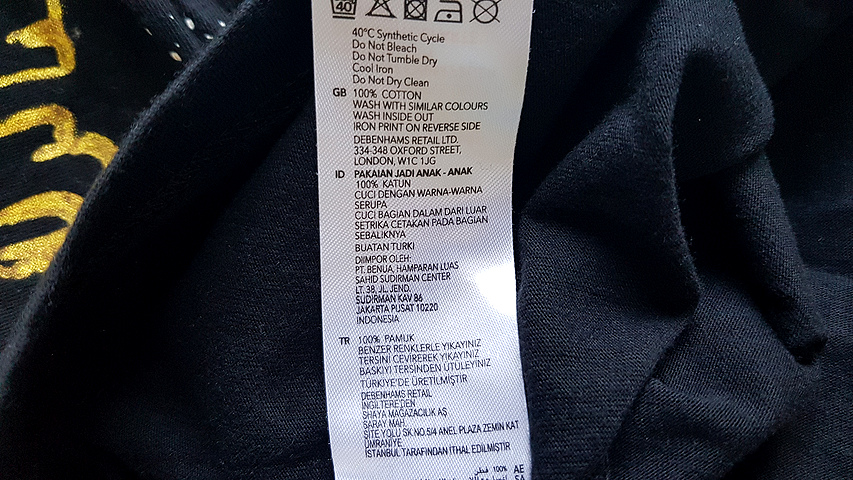 40
40°C Synthetic Cycle
Do Not Bleach
Do Not Tumble Dry
Cool Iron
Do Not Dry Clean
GB 100% COTTON
WASH WITH SIMILAR COLOURS
WASH INSIDE OUT
IRON PRINT ON REVERSE SIDE
DEBENHAMS RETAIL LTD.
334-348 OXFORD STREET,
LONDON, W1C 1JG
ID PAKAIAN JADI ANAK - ANAK
100% KATUN
CUCI DENGAN WARNA-WARNA
SERUPA
CUCI BAGIAN DALAM DARI LUAR
SETRIKA CETAKAN PADA BAGIAN
SEBALIKNYA
BUATAN TURKI
DIIMPOR OLEH:
PT. BENUA, HAMPARAN LUAS
SAHID SUDIRMAN CENTER
LT. 38, JL. JEND.
SUDIRMAN KAV 86
JAKARTA PUSAT 10220
INDONESIA
TR 100% PAMUK
BENZER RENKLERLE YIKAYINIZ
TERSİNİ ÇEVİREREK YIKAYINIZ
BASKIYI TERSİNDEN ÜTÜLEYİNİZ
TÜRKİYE'DE ÜRETİLMİŞTİR
DEBENHAMS RETAIL
İNGİLTERE'DEN
SHAYA MAĞAZACILIK AŞ
SARAY MAH.
SİTE YOLU SK.NO.5/4 ANEL PLAZA ZEMİN KAT
ÜMRANİYE
İSTANBUL TARAFINDAN İTHAL EDİLMİŞTİR
AE 100% قطن
SA